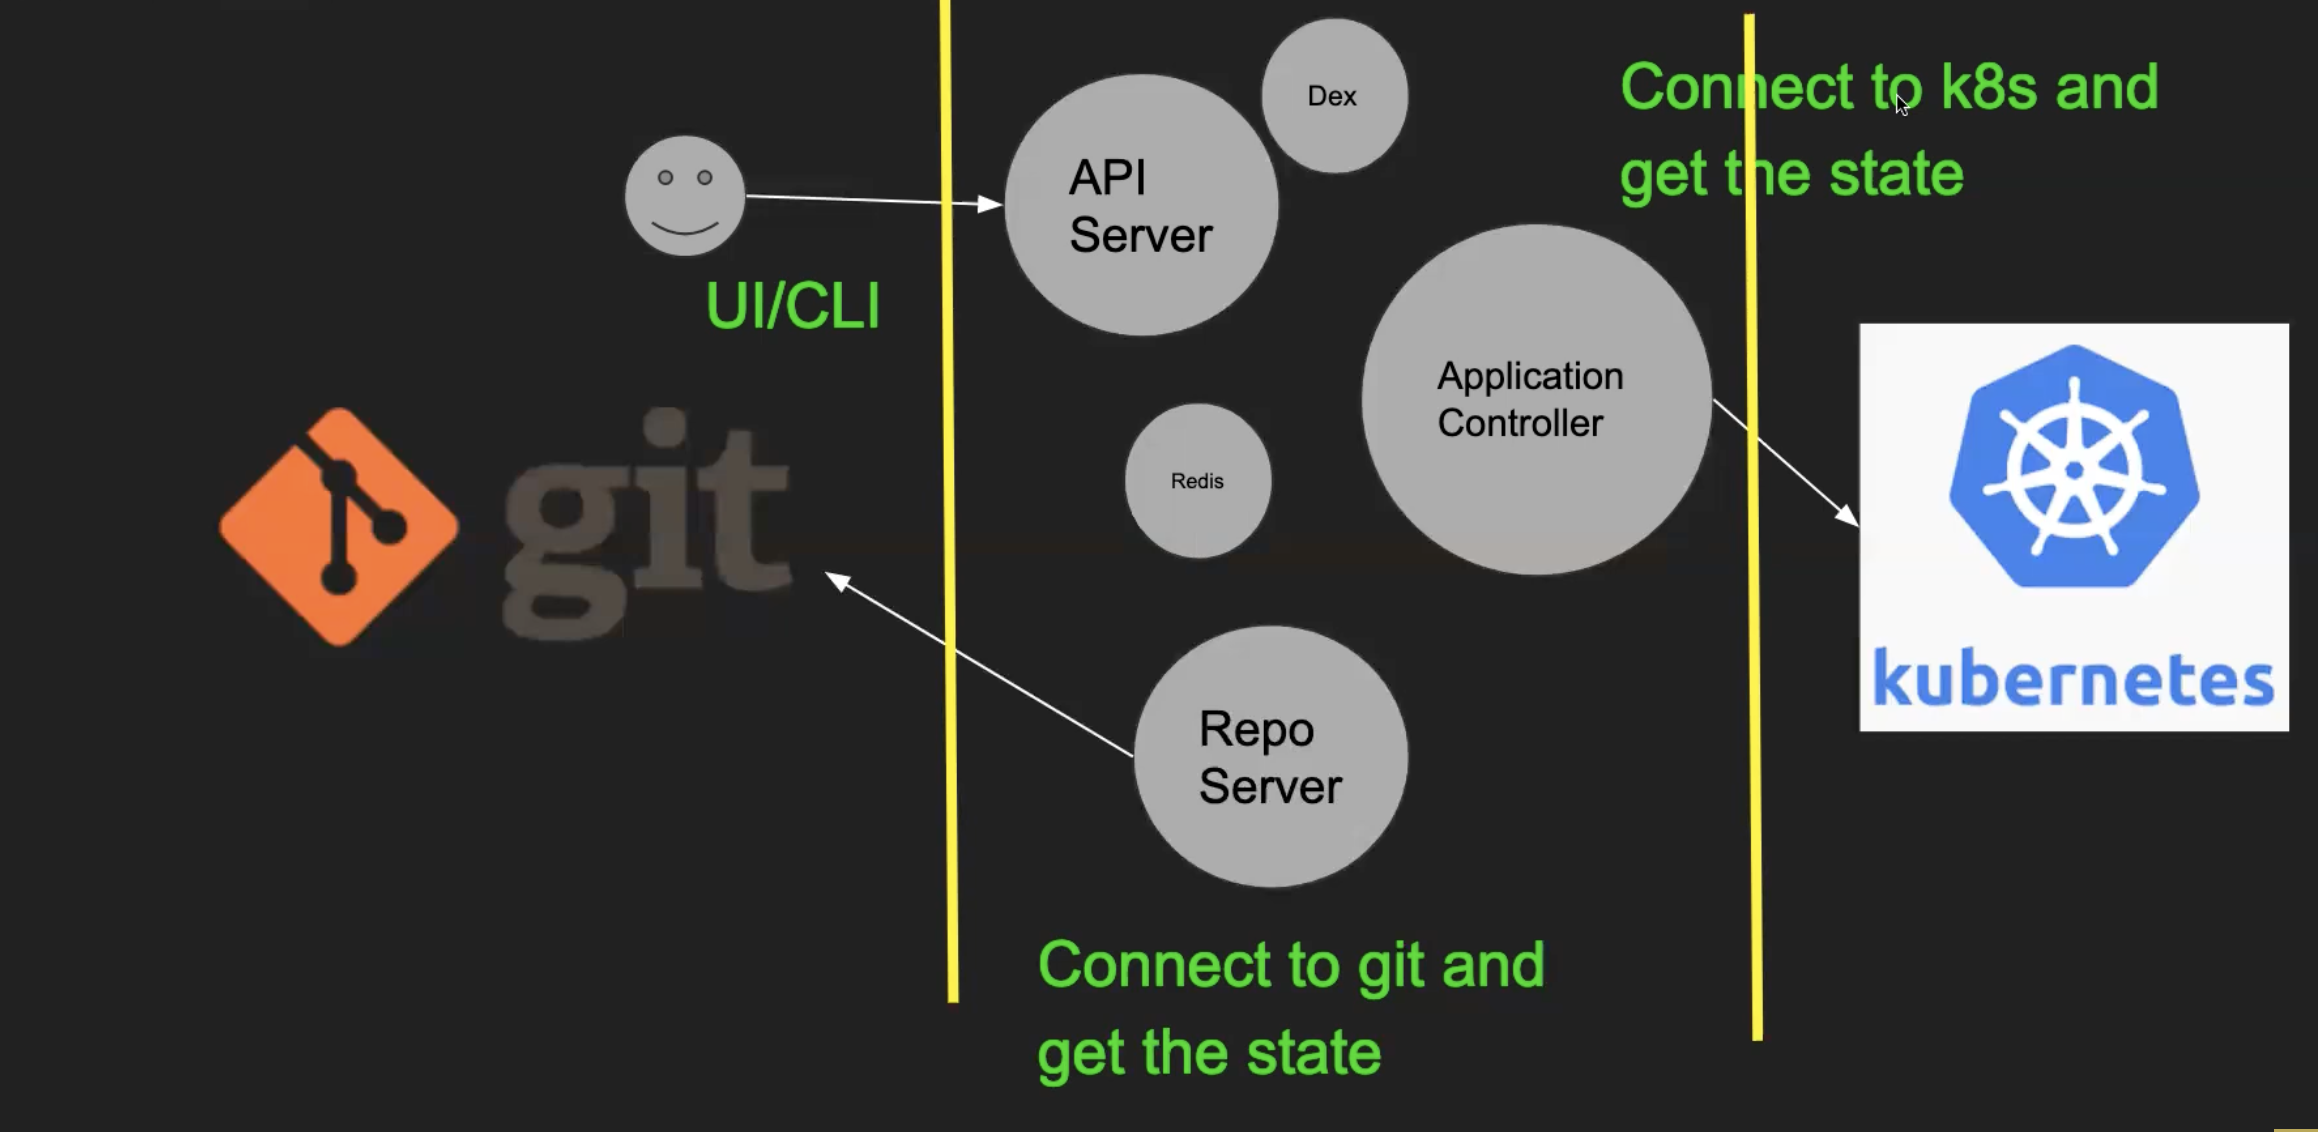 Dex
Connect to k8s and
get the state
API
Server
UI/CLI
Application
Controller
git
Redis
kubernetes
Repo
Server
Connect to git and
get the state